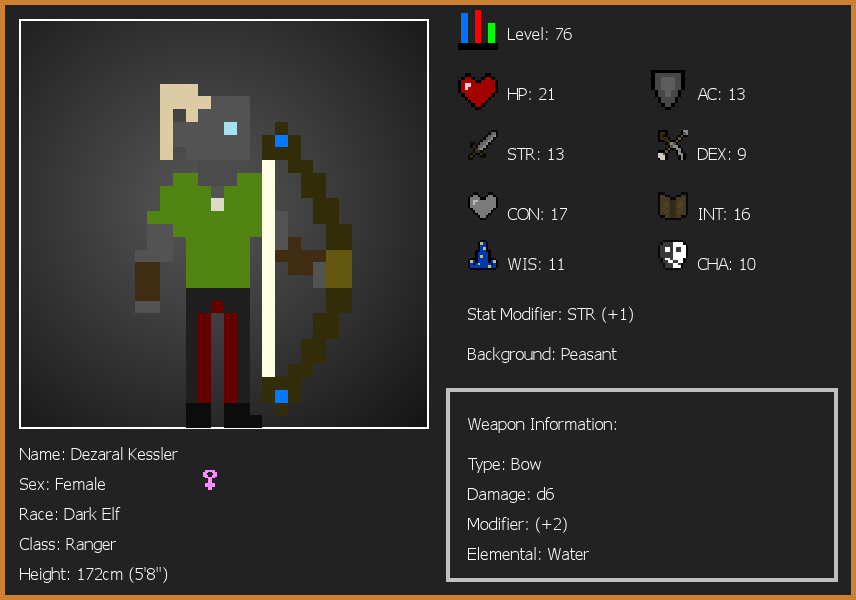 Level: 76
HP: 21
AC: 13
STR: 13
DEX: 9
CON: 17
INT: 16
WIS: 11
CHA: 10
Stat Modifier: STR (+1)
Background: Peasant
Weapon Information:
Type: Bow
Damage: d6
Modifier: (+2)
Elemental: Water
Name: Dezaral Kessler
Sex: Female
Race: Dark Elf
Class: Ranger
Height: 172cm (5'8")